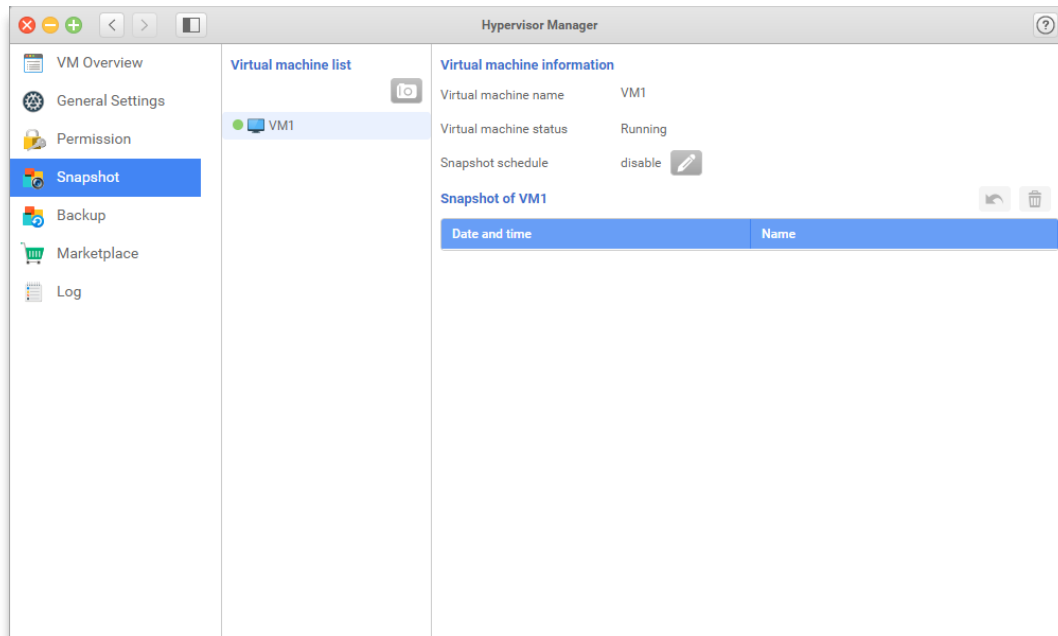 Hypervisor Manager
?
VM Overview
General Settings
Permission
Snapshot
Backup
Marketplace
Log
Virtual machine list
VM1
Virtual machine information
Virtual machine name VM1
Virtual machine status Running
Snapshot schedule disable
Snapshot of VM1
Date and time Name